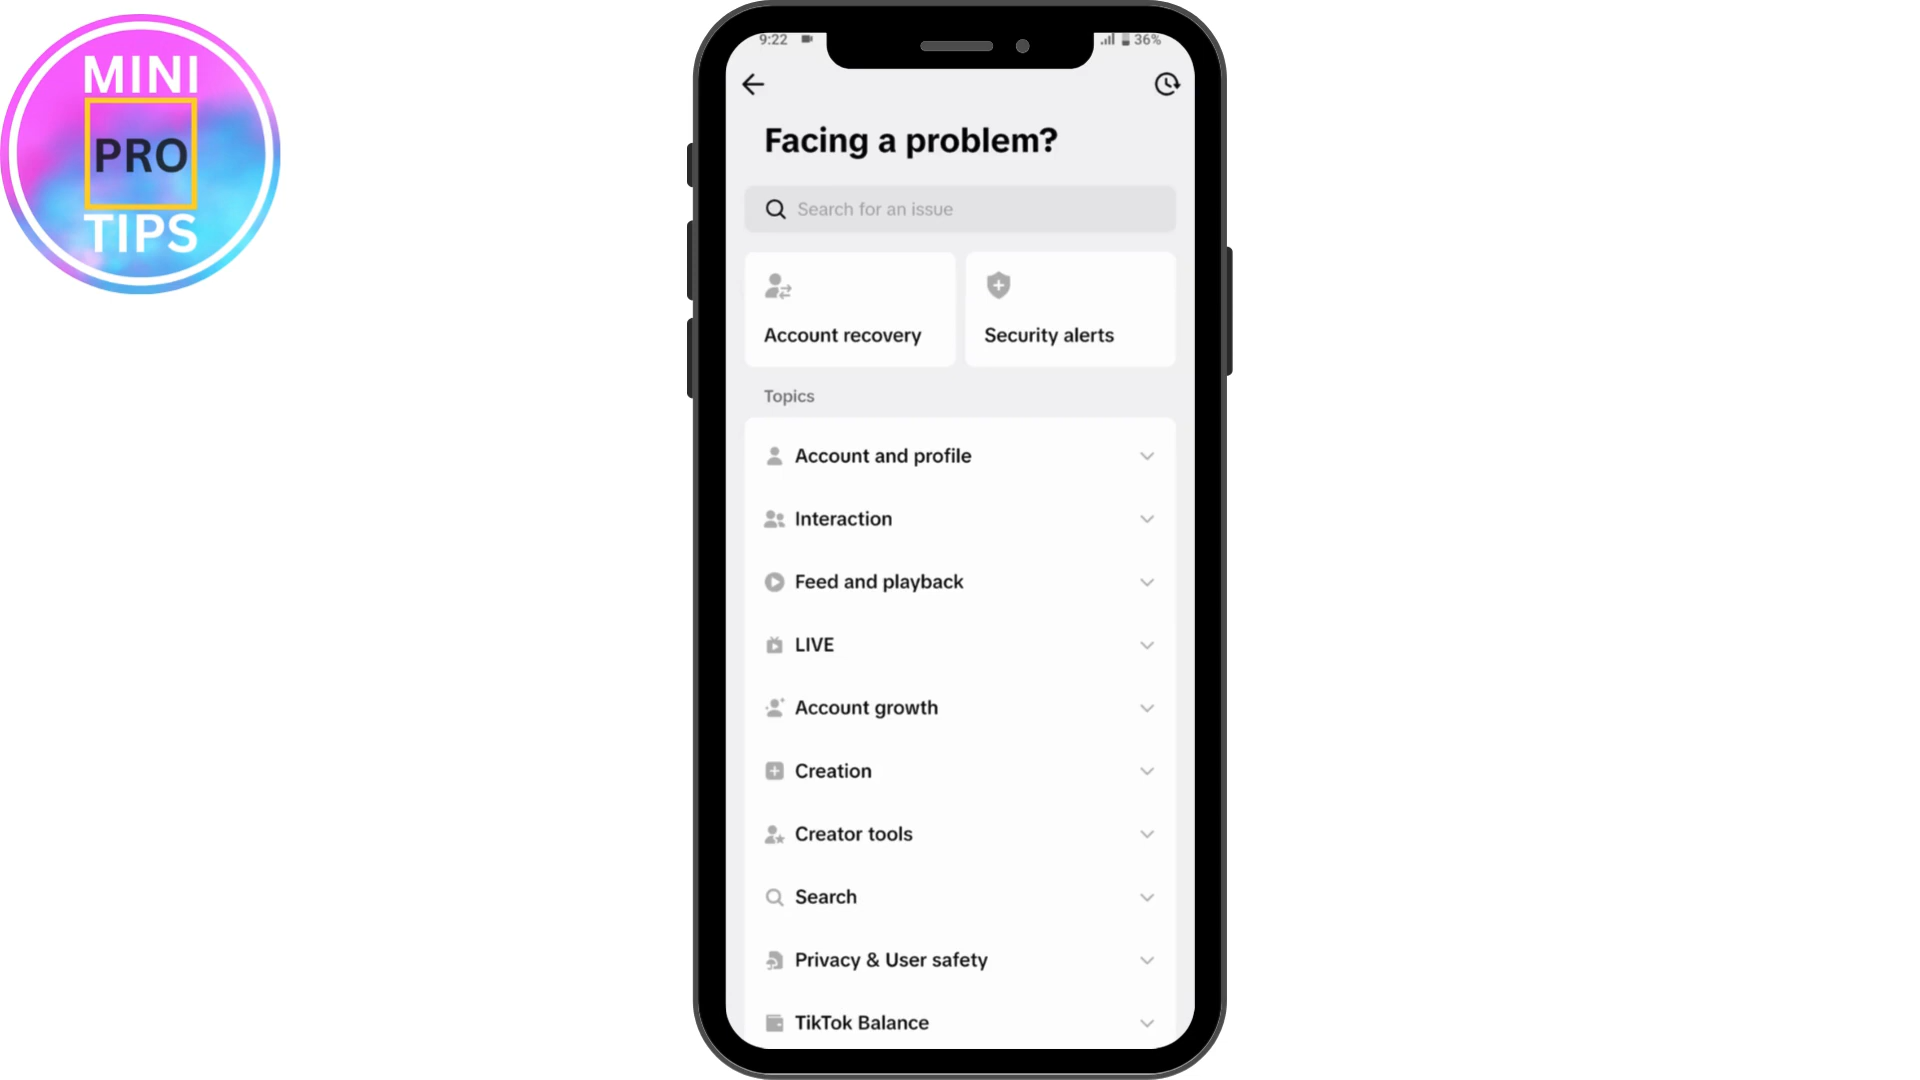 MINI
PRO
TIPS
9:22
36%
Facing a problem?
Search for an issue
Account recovery
Security alerts
Topics
Account and profile
Interaction
Feed and playback
LIVE
Account growth
Creation
Creator tools
Search
Privacy & User safety
TikTok Balance